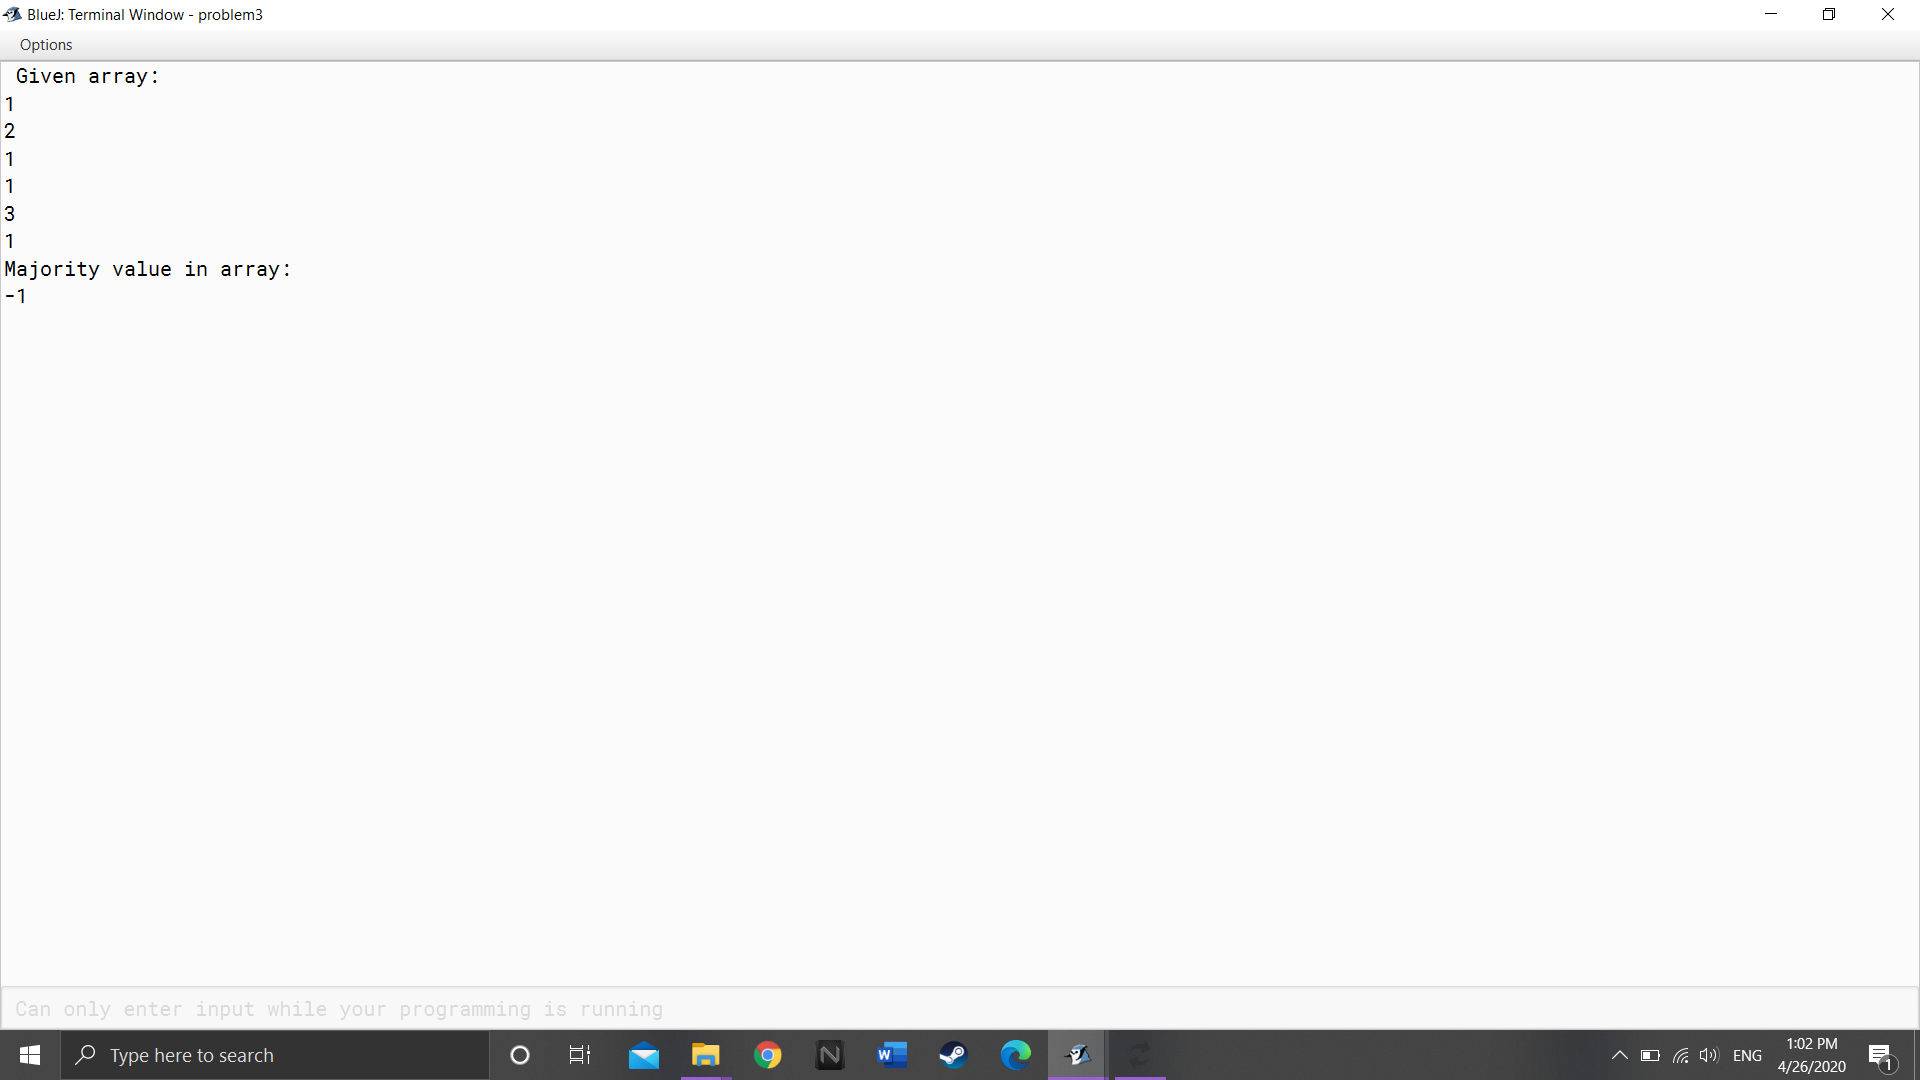 BlueJ: Terminal Window - problem3
Options
Given array:
1
2
1
1
3
1
Majority value in array:
-1
Can only enter input while your programming is running
Type here to search
N
W
ENG
1:02 PM
4/26/2020
1